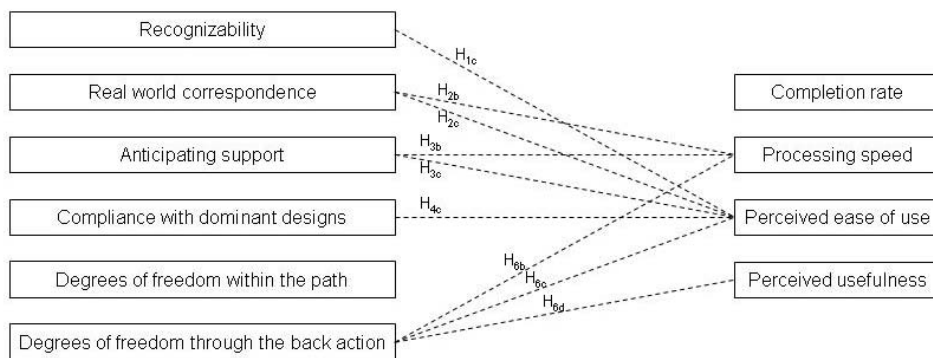 Recognizability
Real world correspondence
Anticipating support
Compliance with dominant designs
Degrees of freedom within the path
Degrees of freedom through the back action
H1c
H2b
H2c
H3b
H3c
H4c
H6b
H6c
H6d
Completion rate
Processing speed
Perceived ease of use
Perceived usefulness